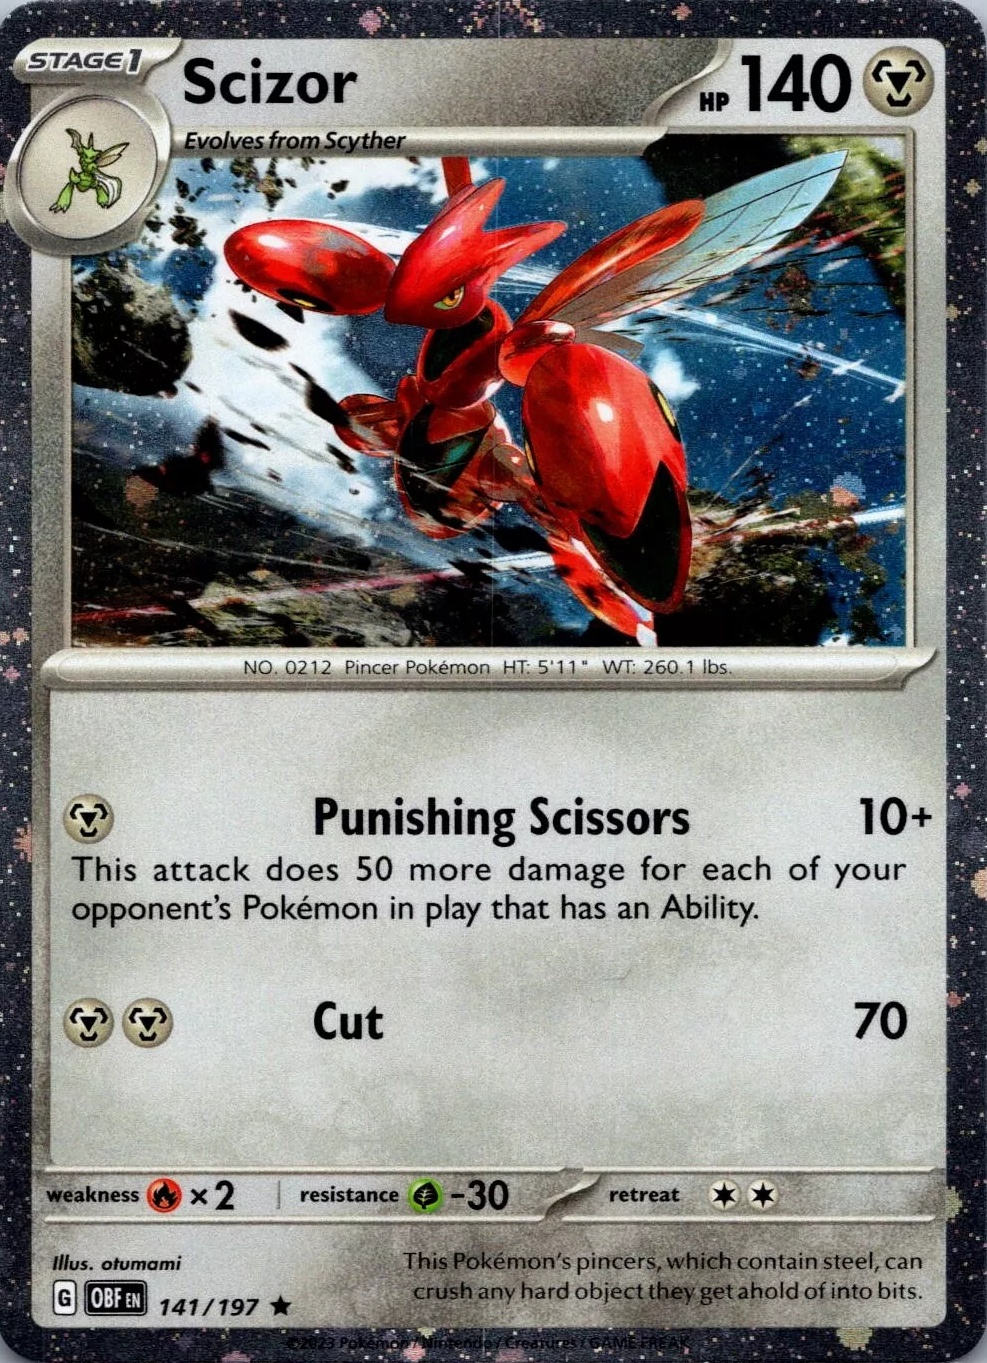 STAGE 1
Scizor
HP 140
Evolves from Scyther
NO. 0212 Pincer Pokémon HT: 5'11" WT: 260.1 lbs.
Punishing Scissors 10+
This attack does 50 more damage for each of your
opponent's Pokémon in play that has an Ability.
Cut 70
weakness ×2 resistance -30 retreat
Illus. otumami
This Pokémon's pincers, which contain steel, can
crush any hard object they get ahold of into bits.
G OBF EN 141/197 ★
©2023 Pokémon / Nintendo / Creatures / GAME FREAK